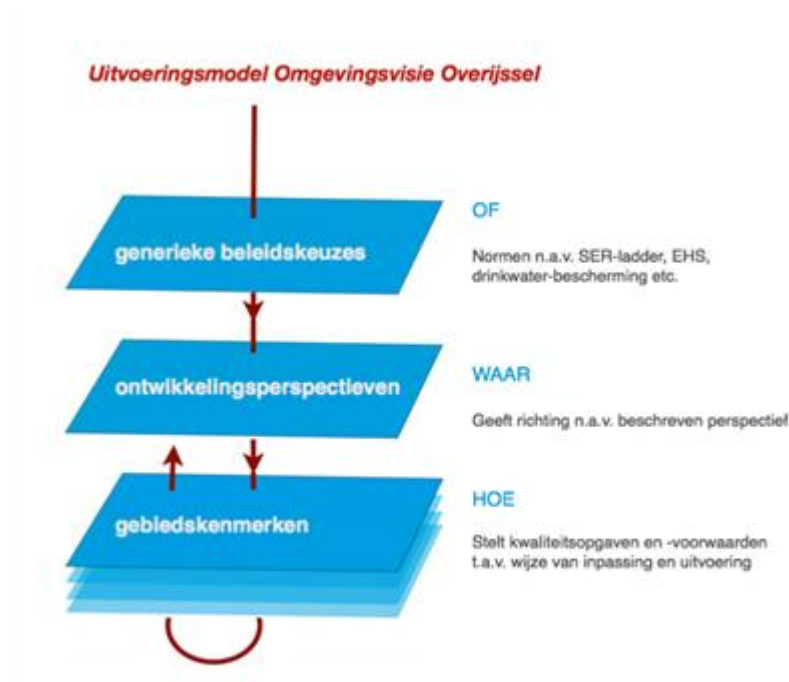 Uitvoeringsmodel Omgevingsvisie Overijssel
generieke beleidskeuzes
OF
Normen n.a.v. SER-ladder, EHS,
drinkwater-bescherming etc.
ontwikkelingsperspectieven
WAAR
Geeft richting n.a.v. beschreven perspectief
gebiedskenmerken
HOE
Stelt kwaliteitsopgaven en -voorwaarden
t.a.v. wijze van inpassing en uitvoering